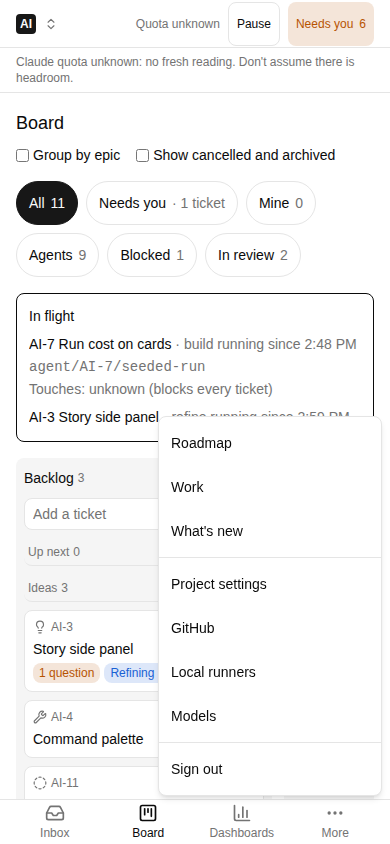 AI
Quota unknown
Pause
Needs you 6
Claude quota unknown: no fresh reading. Don't assume there is
headroom.
Board
Group by epic
Show cancelled and archived
All 11
Needs you · 1 ticket
Mine 0
Agents 9
Blocked 1
In review 2
In flight
AI-7 Run cost on cards · build running since 2:48 PM
agent/AI-7/seeded-run
Touches: unknown (blocks every ticket)
AI-3 Story side panel
Backlog 3
Add a ticket
Up next 0
Ideas 3
AI-3
Story side panel
1 question
Refining
AI-4
Command palette
AI-11
Roadmap
Work
What's new
Project settings
GitHub
Local runners
Models
Sign out
Inbox
Board
Dashboards
More